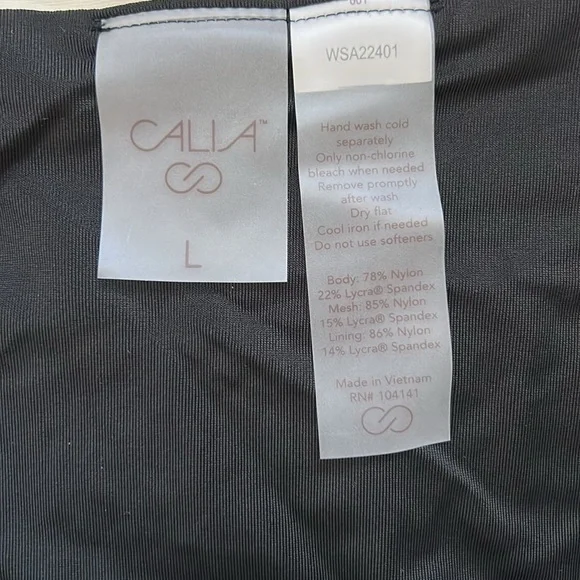 CALIA™
L
WSA22401
Hand wash cold
separately
Only non-chlorine
bleach when needed
Remove promptly
after wash
Dry flat
Cool iron if needed
Do not use softeners
Body: 78% Nylon
22% Lycra® Spandex
Mesh: 85% Nylon
15% Lycra® Spandex
Lining: 86% Nylon
14% Lycra® Spandex
Made in Vietnam
RN# 104141